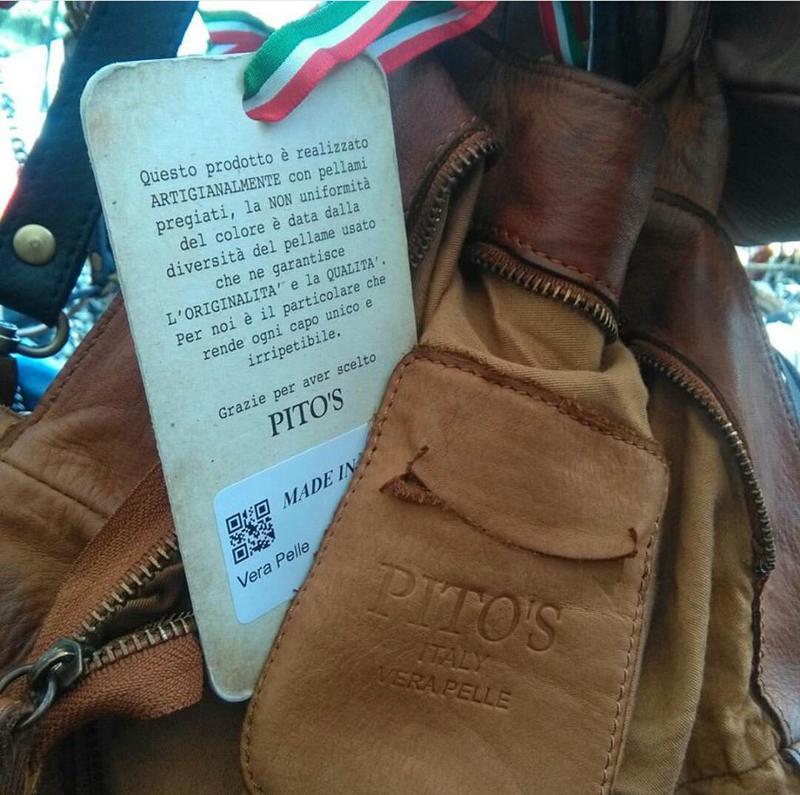 Questo prodotto è realizzato
ARTIGIANALMENTE con pellami
pregiati, la NON uniformità
del colore è data dalla
diversità del pellame usato
che ne garantisce
L'ORIGINALITA' e la QUALITA'.
Per noi è il particolare che
rende ogni capo unico e
irripetibile.
Grazie per aver scelto
PITO'S
MADE IN
Vera Pelle
PITO'S
ITALY
VERA PELLE